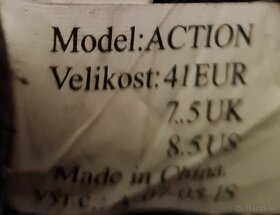 Model:ACTION
Velikost:41EUR
7.5UK
8.5US
Made in China.